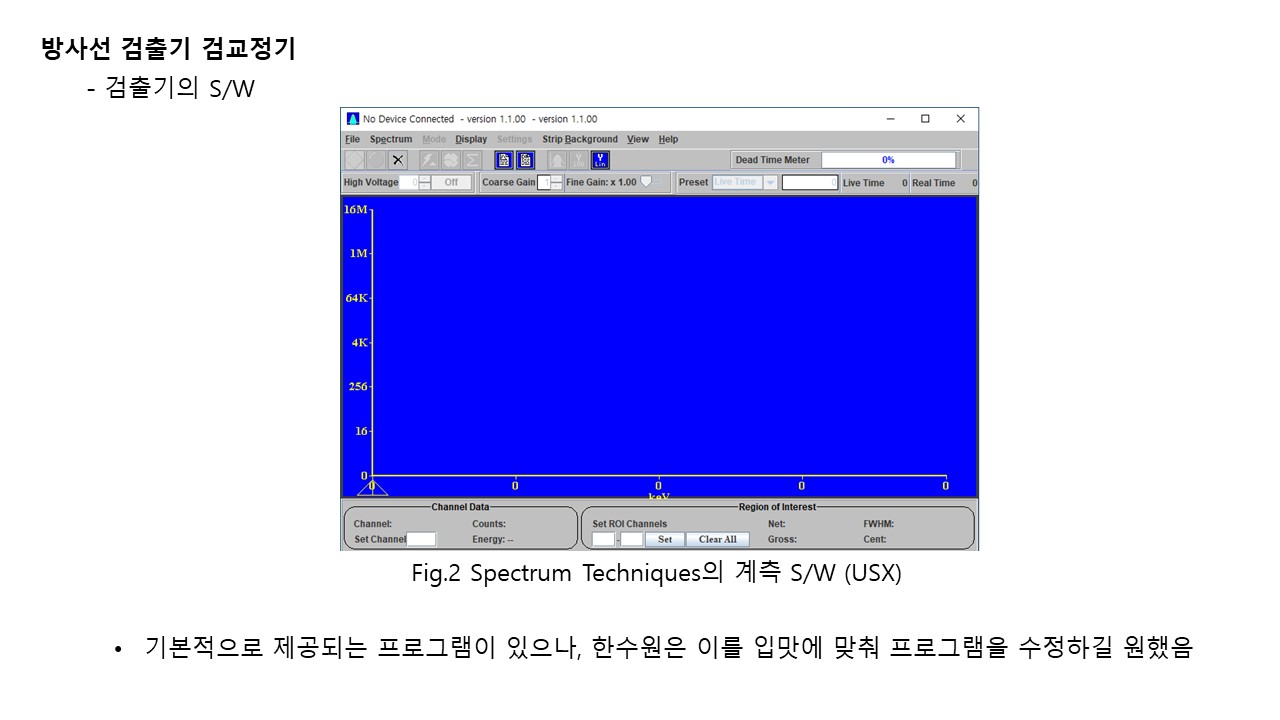 방사선 검출기 검교정기
- 검출기의 S/W
No Device Connected - version 1.1.00 - version 1.1.00
File Spectrum Mode Display Settings Strip Background View Help
Dead Time Meter 0%
High Voltage 0 Off Coarse Gain Fine Gain: x 1.00 Preset Live Time 0 Live Time 0 Real Time 0
16M
1M
64K
4K
256
16
0
0 0 0 0 0
keV
Channel Data Region of Interest
Channel: Counts: Set ROI Channels Net: FWHM:
Set Channel Energy: -- - Set Clear All Gross: Cent:
Fig.2 Spectrum Techniques의 계측 S/W (USX)
• 기본적으로 제공되는 프로그램이 있으나, 한수원은 이를 입맛에 맞춰 프로그램을 수정하길 원했음